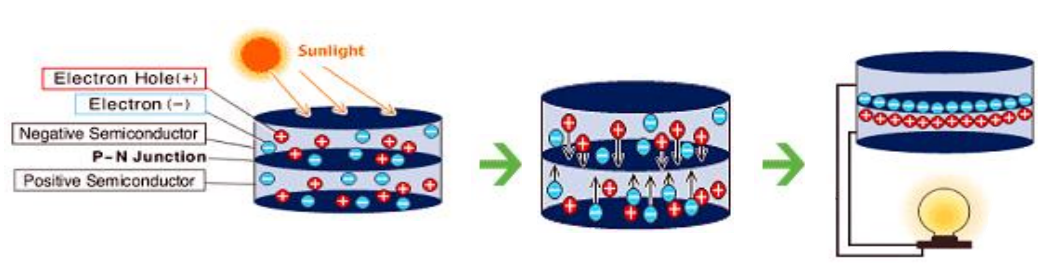 Sunlight
Electron Hole(+)
Electron (−)
Negative Semiconductor
P-N Junction
Positive Semiconductor